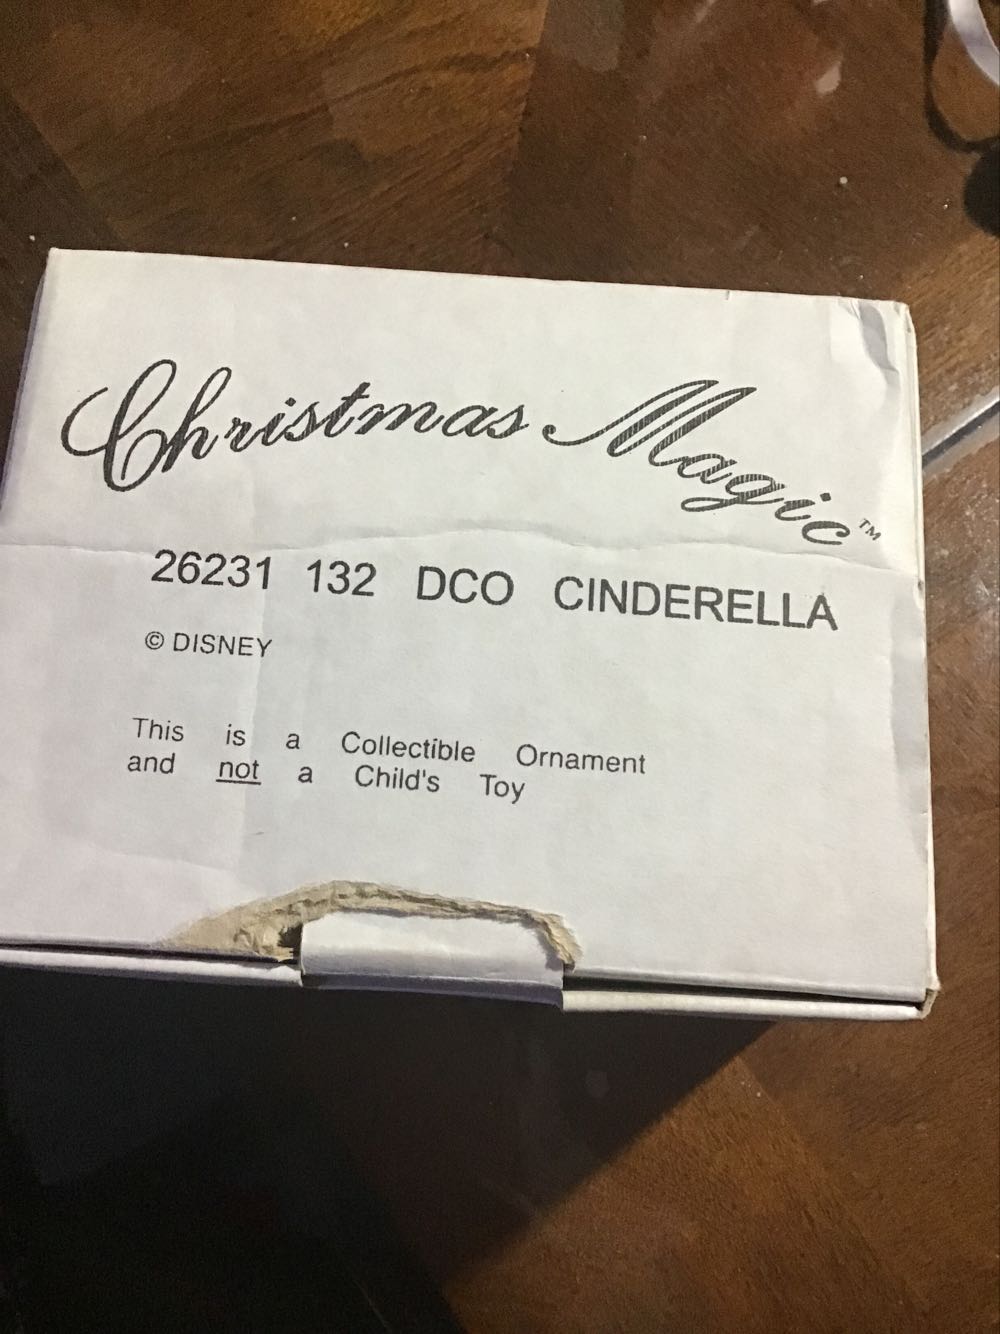 Christmas Magic™
26231 132 DCO CINDERELLA
© DISNEY
This is a Collectible Ornament
and not a Child's Toy